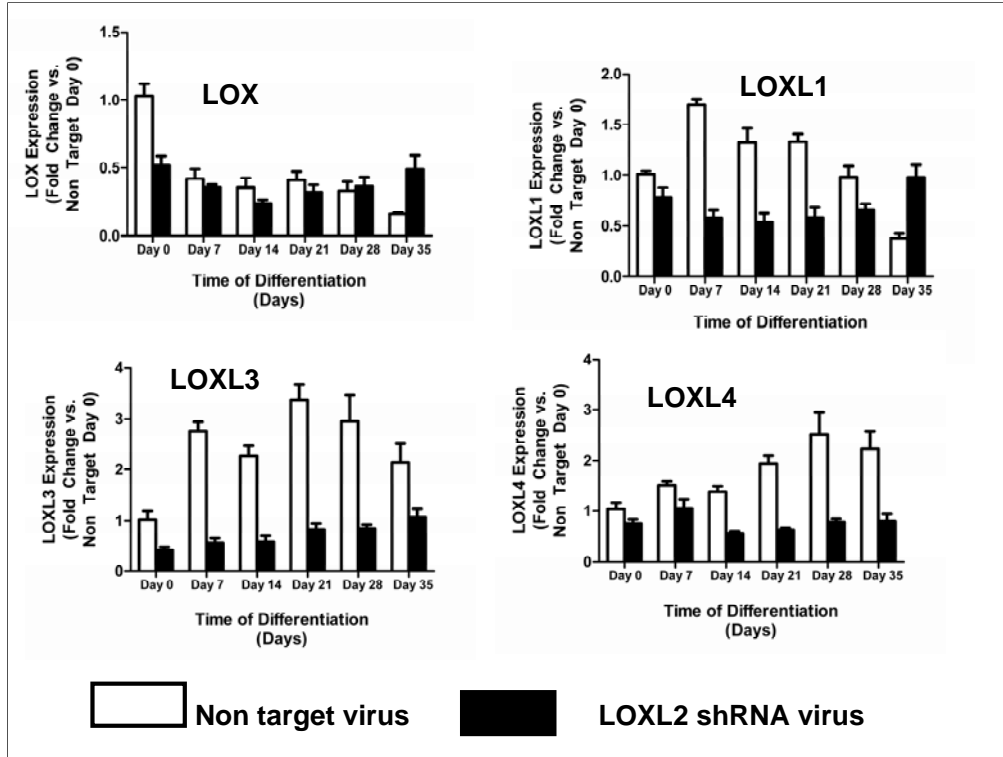 LOX
LOX Expression
(Fold Change vs.
Non Target Day 0)
1.5
1.0
0.5
0.0
Day 0 Day 7 Day 14 Day 21 Day 28 Day 35
Time of Differentiation
(Days)
LOXL1
LOXL1 Expression
(Fold Change vs.
Non Target Day 0)
2.0
1.5
1.0
0.5
0.0
Day 0 Day 7 Day 14 Day 21 Day 28 Day 35
Time of Differentiation
LOXL3
LOXL3 Expression
(Fold Change vs.
Non Target Day 0)
4
3
2
1
0
Day 0 Day 7 Day 14 Day 21 Day 28 Day 35
Time of Differentiation
(Days)
LOXL4
LOXL4 Expression
(Fold Change vs.
Non Target Day 0)
4
3
2
1
0
Day 0 Day 7 Day 14 Day 21 Day 28 Day 35
Time of Differentiation
(Days)
Non target virus
LOXL2 shRNA virus